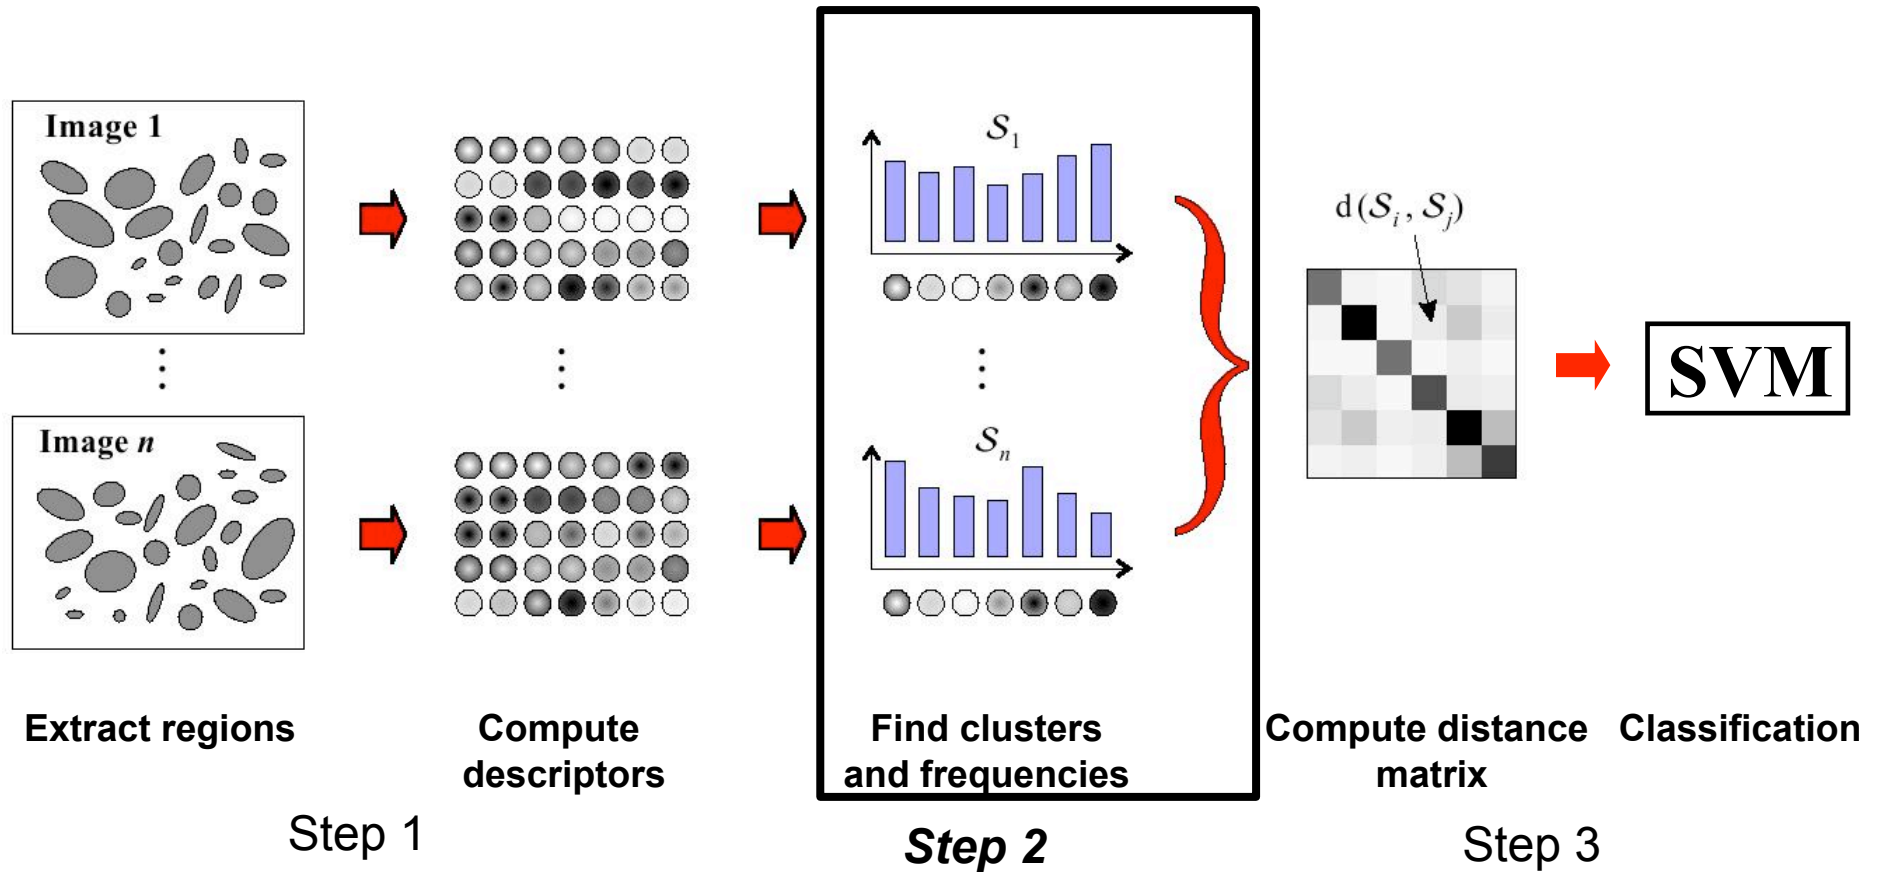 Image 1
Image n
S1
Sn
d(Si, Sj)
SVM
Extract regions
Compute
descriptors
Find clusters
and frequencies
Compute distance
matrix
Classification
Step 1
Step 2
Step 3